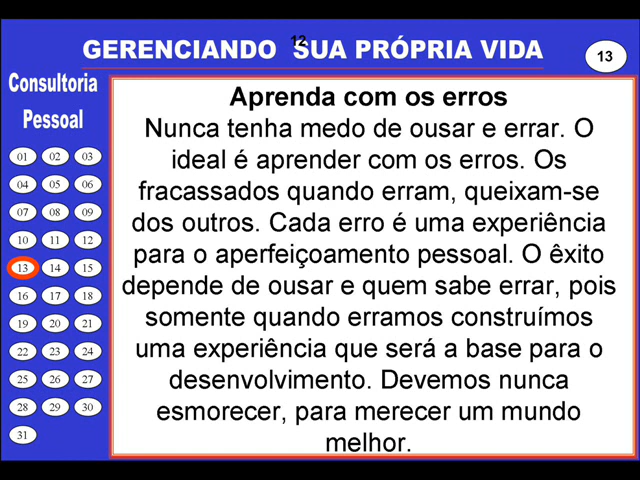 GERENCIANDO SUA PRÓPRIA VIDA
12
13
Consultoria
Pessoal
01 02 03
04 05 06
07 08 09
10 11 12
13 14 15
16 17 18
19 20 21
22 23 24
25 26 27
28 29 30
31
Aprenda com os erros
Nunca tenha medo de ousar e errar. O
ideal é aprender com os erros. Os
fracassados quando erram, queixam-se
dos outros. Cada erro é uma experiência
para o aperfeiçoamento pessoal. O êxito
depende de ousar e quem sabe errar, pois
somente quando erramos construímos
uma experiência que será a base para o
desenvolvimento. Devemos nunca
esmorecer, para merecer um mundo
melhor.